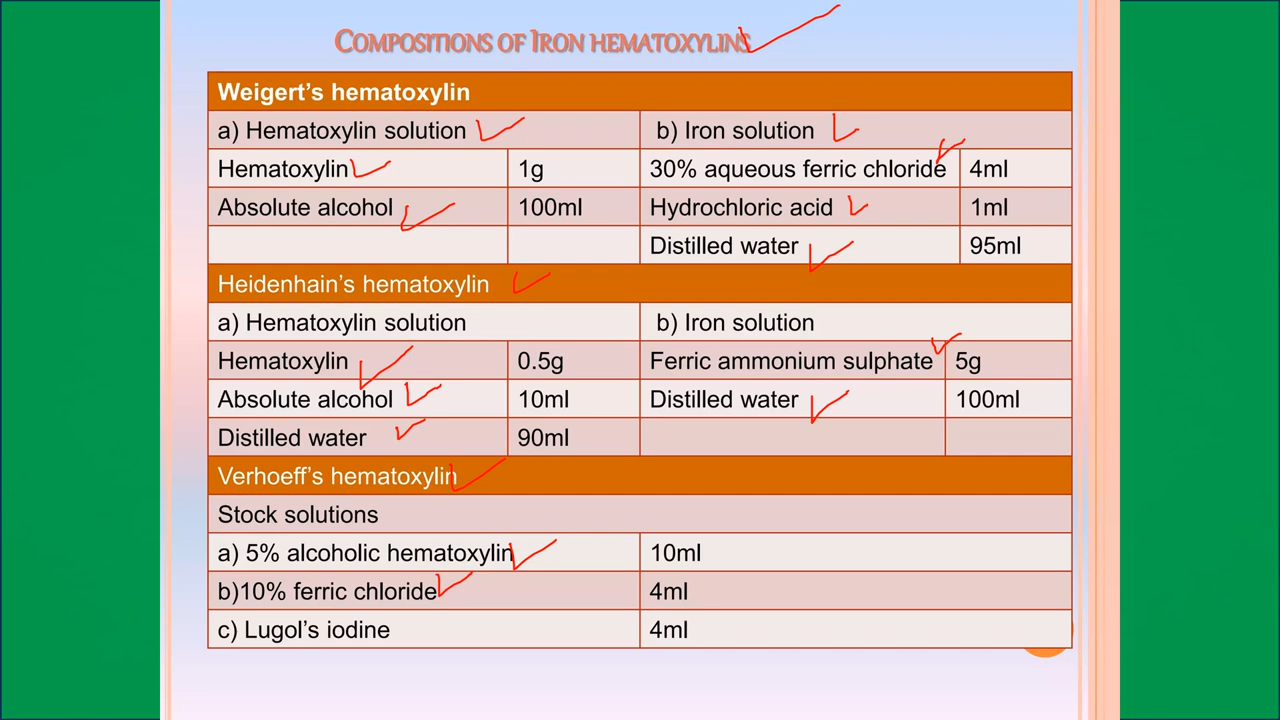 COMPOSITIONS OF IRON HEMATOXYLINS
Weigert's hematoxylin
a) Hematoxylin solution b) Iron solution
Hematoxylin 1g 30% aqueous ferric chloride 4ml
Absolute alcohol 100ml Hydrochloric acid 1ml
Distilled water 95ml
Heidenhain's hematoxylin
a) Hematoxylin solution b) Iron solution
Hematoxylin 0.5g Ferric ammonium sulphate 5g
Absolute alcohol 10ml Distilled water 100ml
Distilled water 90ml
Verhoeff's hematoxylin
Stock solutions
a) 5% alcoholic hematoxylin 10ml
b)10% ferric chloride 4ml
c) Lugol's iodine 4ml